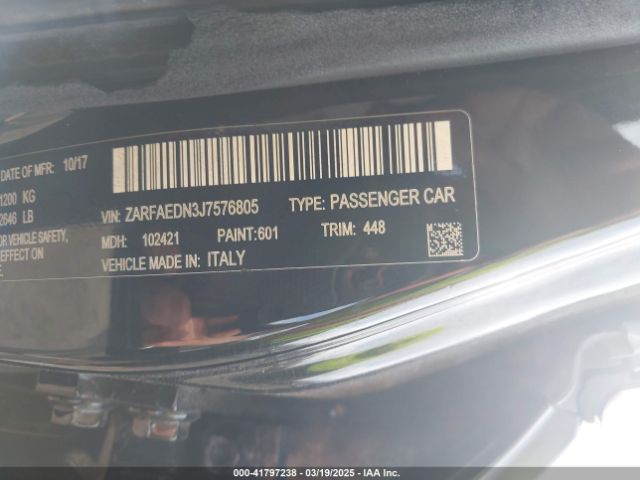 DATE OF MFR: 10/17
1200 KG
2646 LB
VIN: ZARFAEDN3J7576805 TYPE: PASSENGER CAR
OR VEHICLE SAFETY, MDH: 102421 PAINT: 601 TRIM: 448
EFFECT ON VEHICLE MADE IN: ITALY
000-41797238 - 03/19/2025 - IAA Inc.